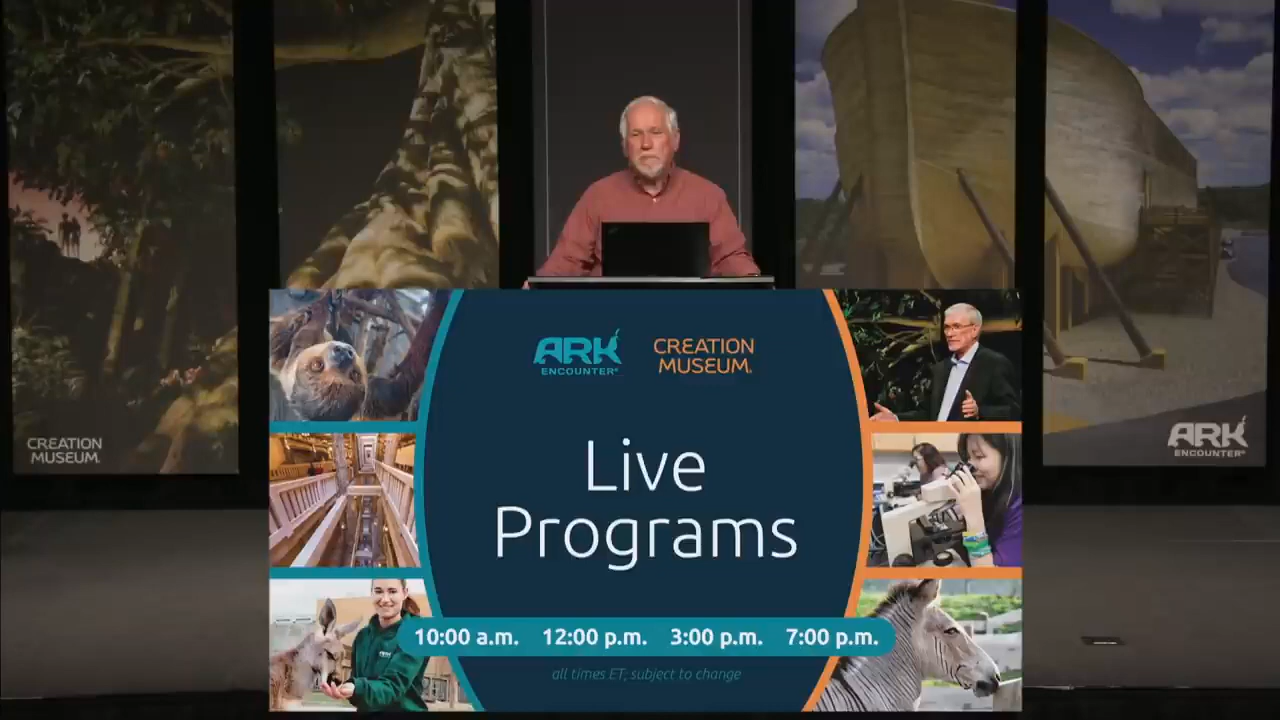 CREATION
MUSEUM
ARK
ENCOUNTER®
CREATION
MUSEUM
Live
Programs
10:00 a.m. 12:00 p.m. 3:00 p.m. 7:00 p.m.
all times ET, subject to change
ARK
ENCOUNTER®
ARK